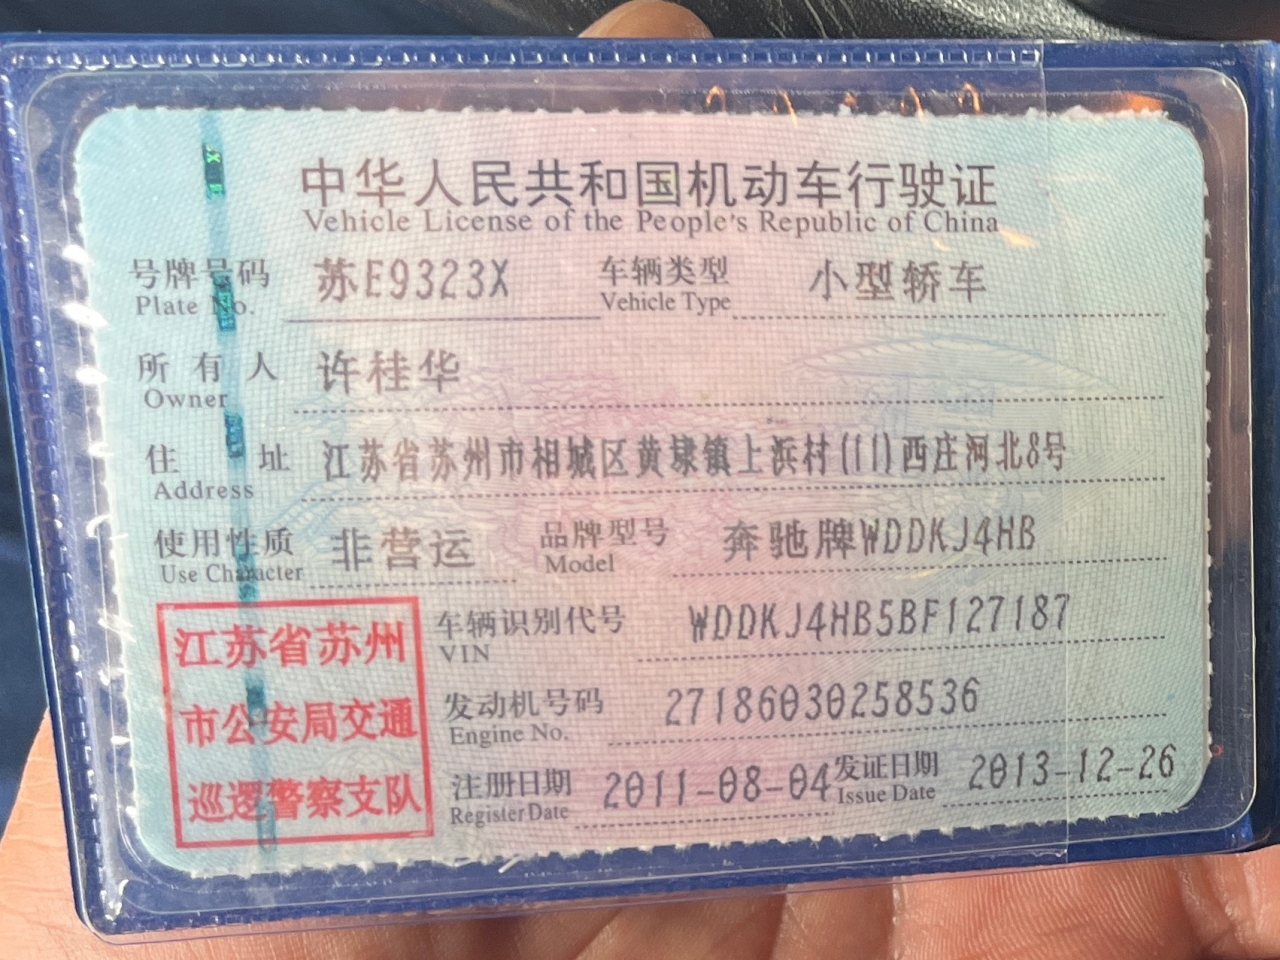 中华人民共和国机动车行驶证
Vehicle License of the People's Republic of China
号牌号码 苏E9323X 车辆类型 小型轿车
Plate No. Vehicle Type
所有人 许桂华
Owner
住址 江苏省苏州市相城区黄埭镇上浜村(11)西庄河北8号
Address
使用性质 非营运 品牌型号 奔驰牌WDDKJ4HB
Use Character Model
江苏省苏州
市公安局交通
巡逻警察支队
车辆识别代号 WDDKJ4HB5BF127187
VIN
发动机号码 27186030258536
Engine No.
注册日期 2011-08-04 发证日期 2013-12-26
Register Date Issue Date